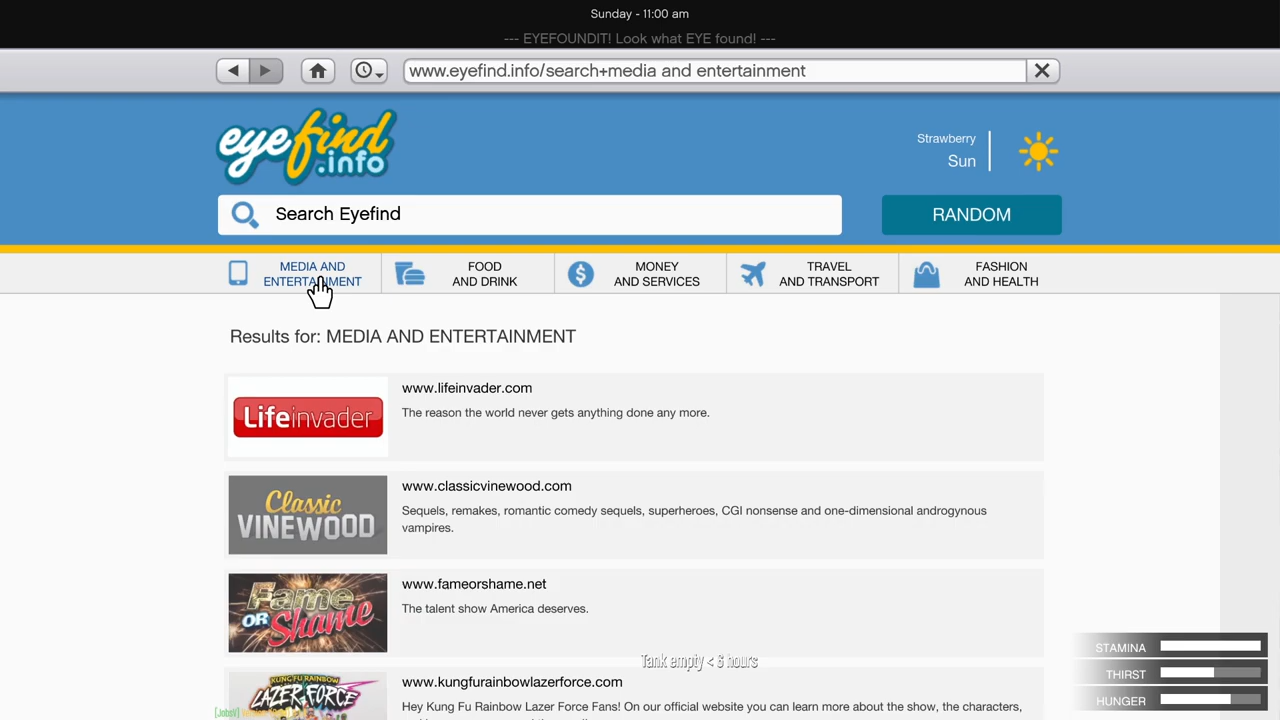 Sunday - 11:00 am
--- EYEFOUNDIT! Look what EYE found! ---
www.eyefind.info/search+media and entertainment
eyefind
.info
Strawberry
Sun
Search Eyefind
RANDOM
MEDIA AND
ENTERTAINMENT
FOOD
AND DRINK
MONEY
AND SERVICES
TRAVEL
AND TRANSPORT
FASHION
AND HEALTH
Results for: MEDIA AND ENTERTAINMENT
Lifeinvader
www.lifeinvader.com
The reason the world never gets anything done any more.
Classic
VINEWOOD
www.classicvinewood.com
Sequels, remakes, romantic comedy sequels, superheroes, CGI nonsense and one-dimensional androgynous
vampires.
Fame
OR Shame
www.fameorshame.net
The talent show America deserves.
Tank empty < 6 hours
STAMINA
THIRST
HUNGER
KUNG FU RAINBOW
LAZER FORCE
www.kungfurainbowlazerforce.com
Hey Kung Fu Rainbow Lazer Force Fans! On our official website you can learn more about the show, the characters,
[JobsV]